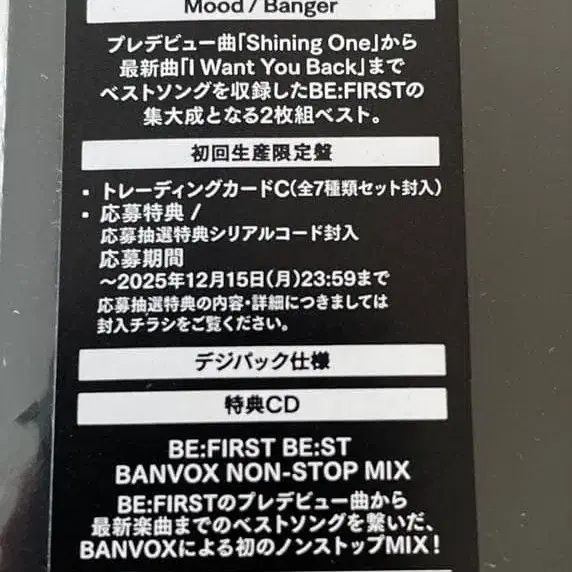 Mood / Banger
プレデビュー曲「Shining One」から
最新曲「I Want You Back」まで
ベストソングを収録したBE:FIRSTの
集大成となる2枚組ベスト。
初回生産限定盤
・トレーディングカードC(全7種類セット封入)
・応募特典 /
応募抽選特典シリアルコード封入
応募期間
～2025年12月15日(月)23:59まで
応募抽選特典の内容・詳細につきましては
封入チラシをご覧ください。
デジパック仕様
特典CD
BE:FIRST BE:ST
BANVOX NON-STOP MIX
BE:FIRSTのプレデビュー曲から
最新楽曲までのベストソングを繋いだ、
BANVOXによる初のノンストップMIX！